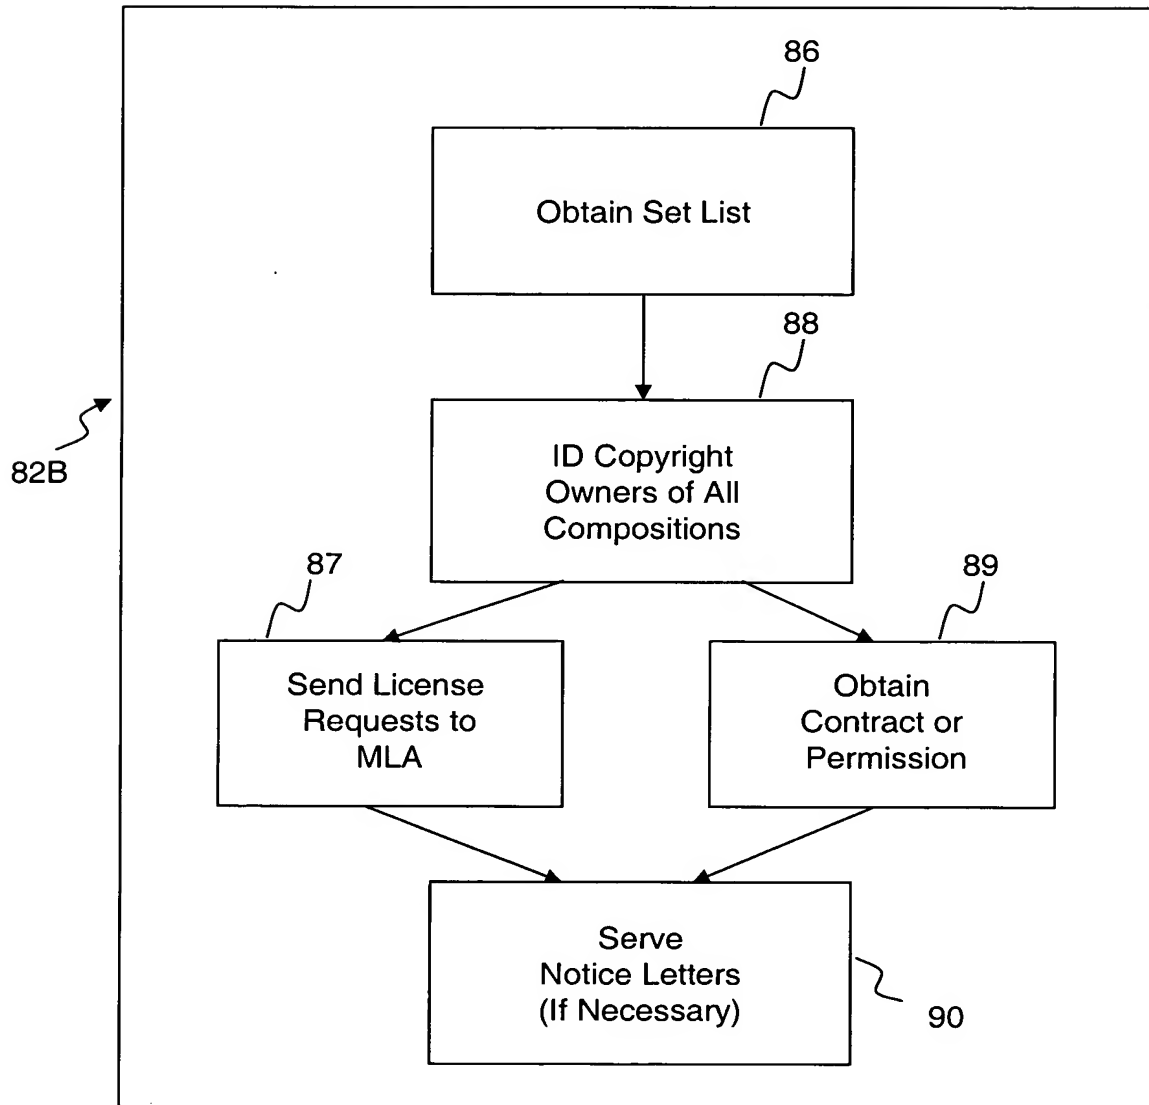 86
Obtain Set List
88
82B
ID Copyright
Owners of All
Compositions
87
89
Send License
Requests to
MLA
Obtain
Contract or
Permission
Serve
Notice Letters
(If Necessary)
90